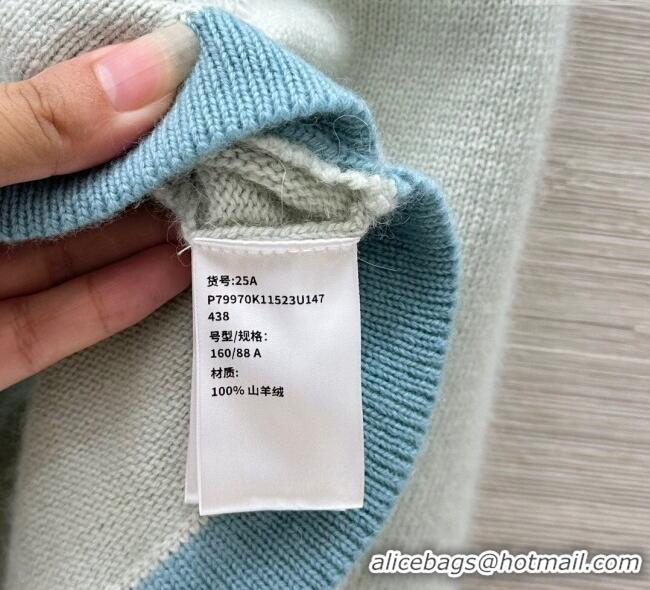 货号:25A
P79970K11523U147
438
号型/规格:
160/88 A
材质:
100% 山羊绒
alicebags@hotmail.com